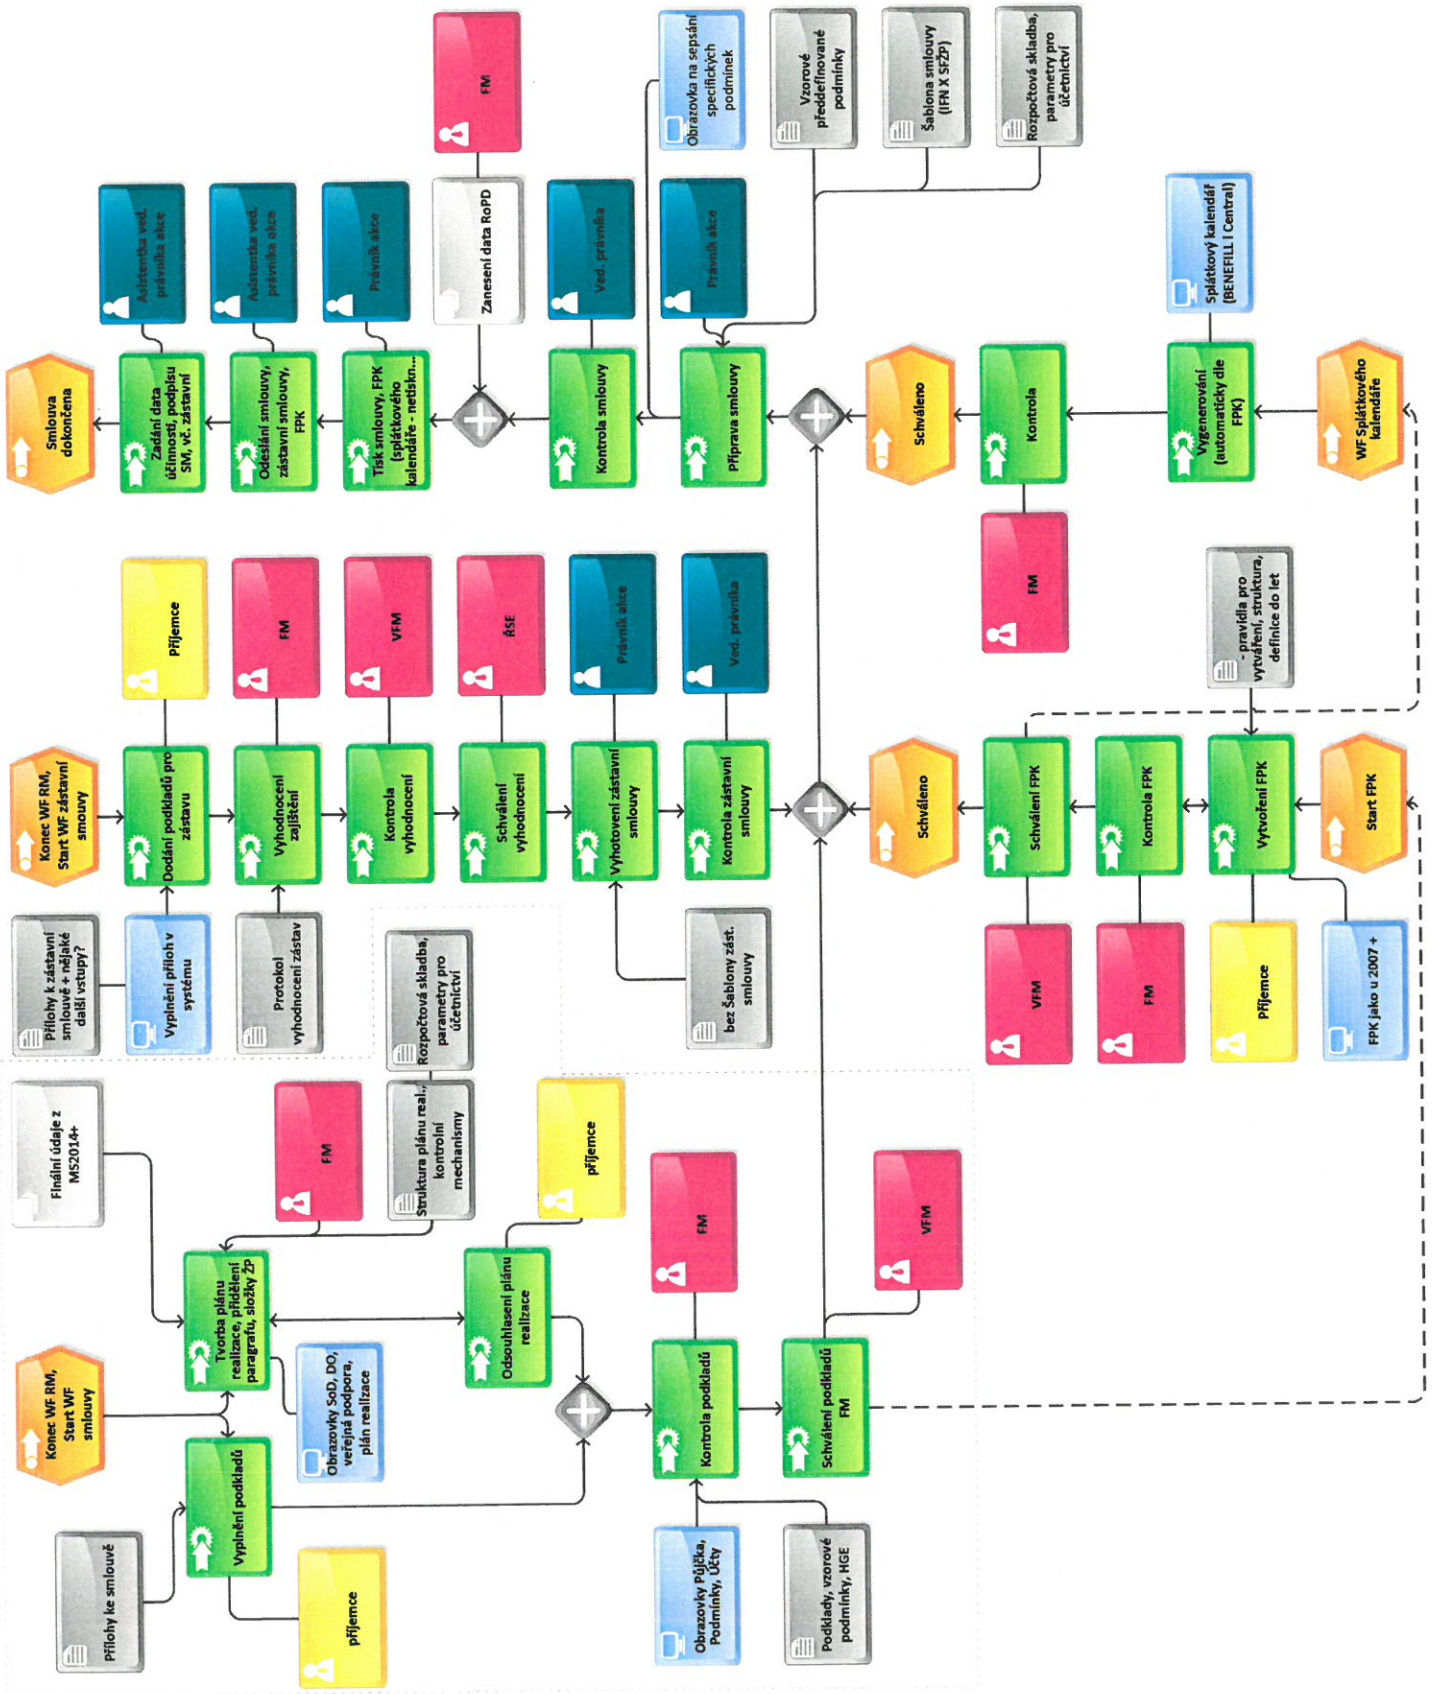 Přílohy ke smlouvě
Vyplnění podkladů
příjemce
Konec WF RM,
Start WF
smlouvy
Finální údaje z
MS2014+
Tvorba plánu
realizace, přidělení
paragrafu, složky ŽP
Obrazovky SoD, DO,
veřejná podpora,
plán realizace
FM
Struktura plánu real.,
kontrolní
mechanismy
Rozpočtová skladba,
parametry pro
účetnictví
Odsouhlasení plánu
realizace
příjemce
Obrazovky Půjčka,
Podmínky, Účty
Podklady, vzorové
podmínky, HGE
Kontrola podkladů
FM
Schválení podkladů
FM
VFM
Přílohy k zástavní
smlouvě + nějaké
další vstupy?
Vyplnění příloh v
systému
Protokol
vyhodnocení zástav
bez Šablony zást.
smlouvy
Konec WF RM,
Start WF zástavní
smouvy
Dodání podkladů pro
zástavu
Příjemce
Vyhodnocení
zajištění
FM
Kontrola
vyhodnocení
VFM
Schválení
vyhodnocení
ŘSE
Vyhotovení zástavní
smlouvy
Právník akce
Kontrola zástavní
smlouvy
Ved. právníka
Schváleno
Schválení FPK
VFM
Kontrola FPK
FM
Vytvoření FPK
Příjemce
FPK jako u 2007 +
- pravidla pro
vytváření, struktura,
definice do let
Start FPK
Smlouva
dokončena
Zadání data
účinnosti, podpisu
SM, vč. zástavní
Asistentka ved.
právníka akce
Odeslání smlouvy,
zástavní smlouvy,
FPK
Asistentka ved.
právníka akce
Tisk smlouvy, FPK
(splátkového
kalendáře - netiskn...
Právník akce
Zanesení data RoPD
FM
Kontrola smlouvy
Ved. právníka
Příprava smlouvy
Právník akce
Obrazovka na sepsání
specifických
podmínek
Vzorové
předdefinované
podmínky
Šablona smlouvy
(IFN X SFŽP)
Rozpočtová skladba,
parametry pro
účetnictví
Schváleno
Kontrola
FM
Vygenerování
(automaticky dle
FPK)
Splátkový kalendář
(BENEFILL I Central)
WF Splátkového
kalendáře